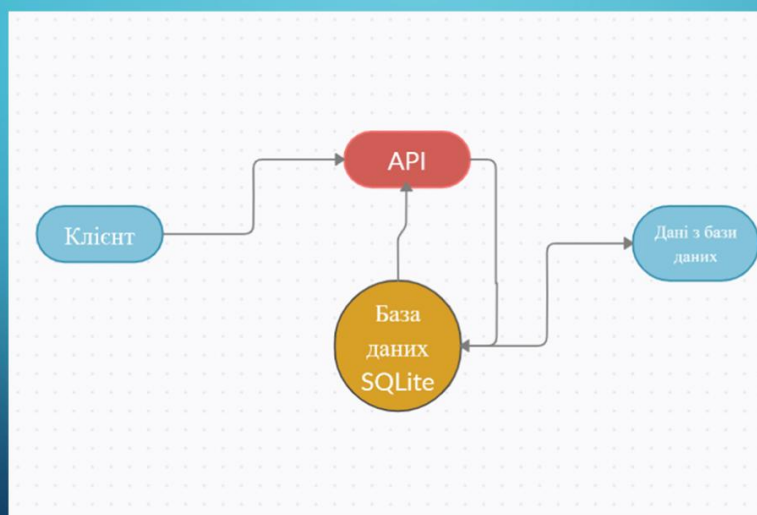 API
Клієнт
Дані з бази
даних
База
даних
SQLite